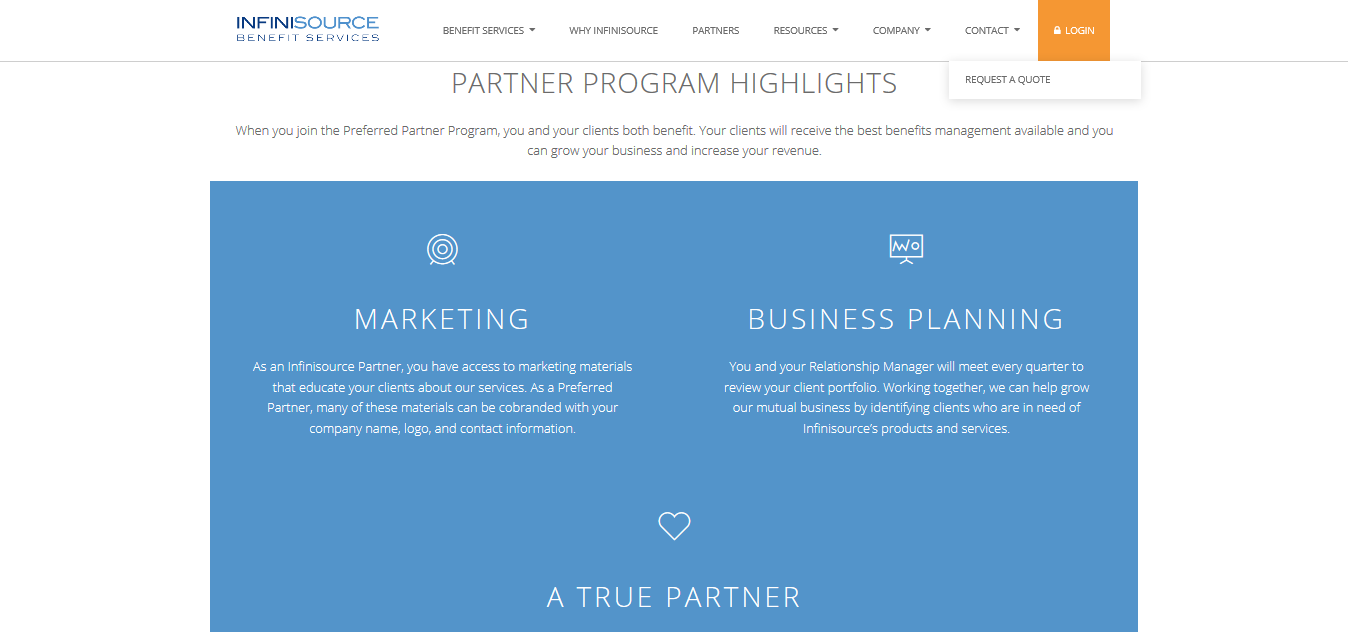 INFINISOURCE
BENEFIT SERVICES
BENEFIT SERVICES
WHY INFINISOURCE
PARTNERS
RESOURCES
COMPANY
CONTACT
LOGIN
REQUEST A QUOTE
PARTNER PROGRAM HIGHLIGHTS
When you join the Preferred Partner Program, you and your clients both benefit. Your clients will receive the best benefits management available and you
can grow your business and increase your revenue.
MARKETING
As an Infinisource Partner, you have access to marketing materials
that educate your clients about our services. As a Preferred
Partner, many of these materials can be cobranded with your
company name, logo, and contact information.
BUSINESS PLANNING
You and your Relationship Manager will meet every quarter to
review your client portfolio. Working together, we can help grow
our mutual business by identifying clients who are in need of
Infinisource’s products and services.
A TRUE PARTNER